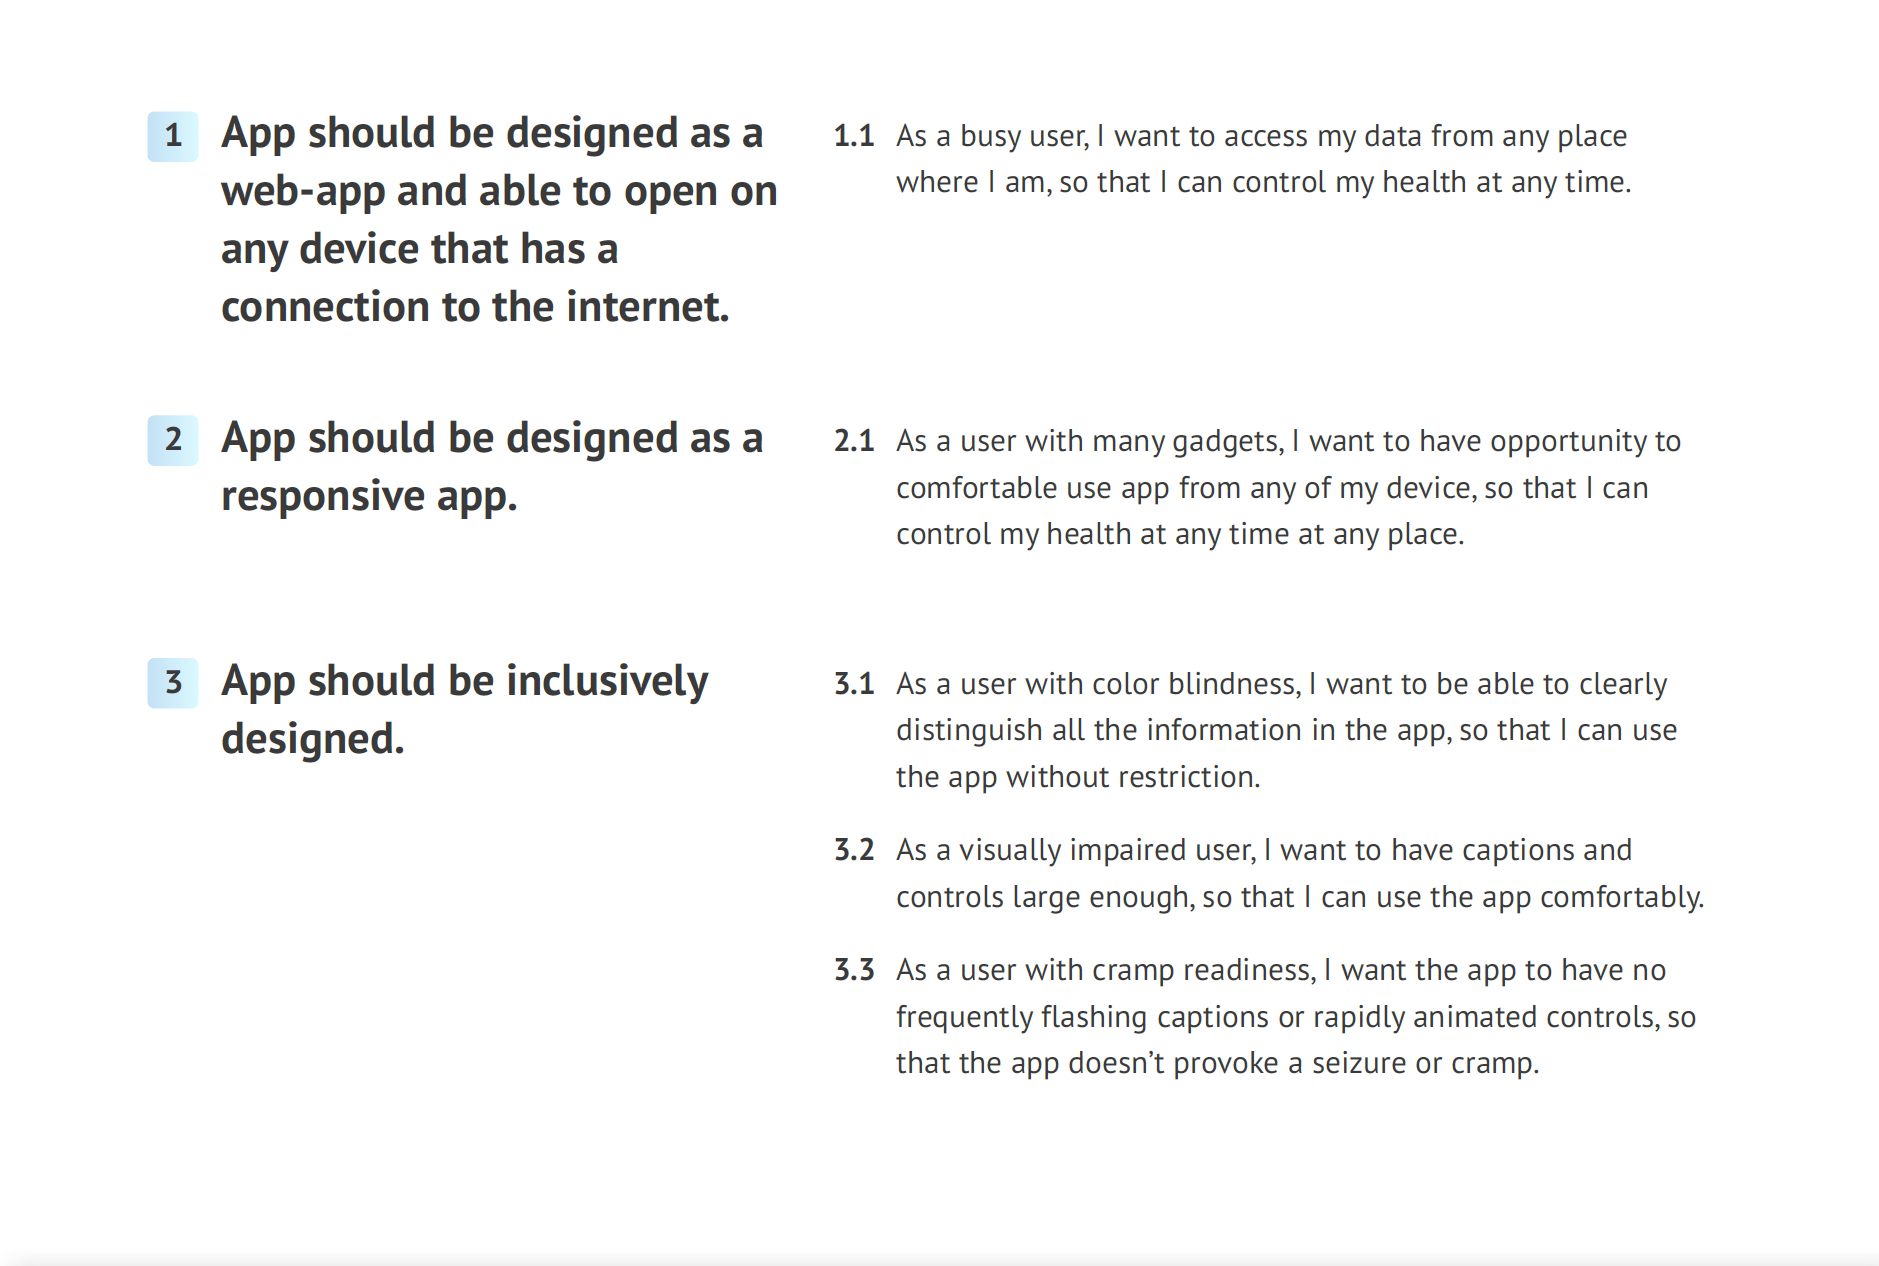 1 App should be designed as a
web-app and able to open on
any device that has a
connection to the internet.
1.1 As a busy user, I want to access my data from any place
where I am, so that I can control my health at any time.
2 App should be designed as a
responsive app.
2.1 As a user with many gadgets, I want to have opportunity to
comfortable use app from any of my device, so that I can
control my health at any time at any place.
3 App should be inclusively
designed.
3.1 As a user with color blindness, I want to be able to clearly
distinguish all the information in the app, so that I can use
the app without restriction.
3.2 As a visually impaired user, I want to have captions and
controls large enough, so that I can use the app comfortably.
3.3 As a user with cramp readiness, I want the app to have no
frequently flashing captions or rapidly animated controls, so
that the app doesn’t provoke a seizure or cramp.